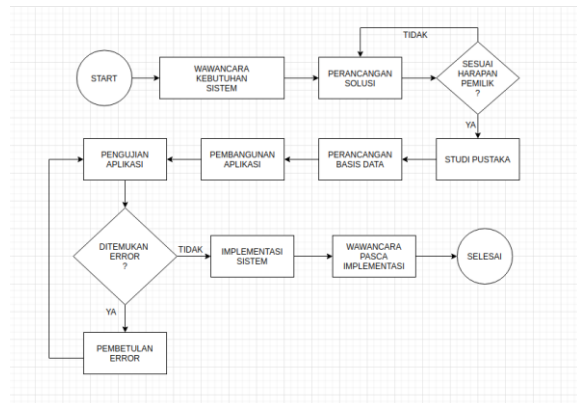 TIDAK
START
WAWANCARA
KEBUTUHAN
SISTEM
PERANCANGAN
SOLUSI
SESUAI
HARAPAN
PEMILIK
?
YA
PENGUJIAN
APLIKASI
PEMBANGUNAN
APLIKASI
PERANCANGAN
BASIS DATA
STUDI PUSTAKA
DITEMUKAN
ERROR
?
TIDAK
IMPLEMENTASI
SISTEM
WAWANCARA
PASCA
IMPLEMENTASI
SELESAI
YA
PEMBETULAN
ERROR